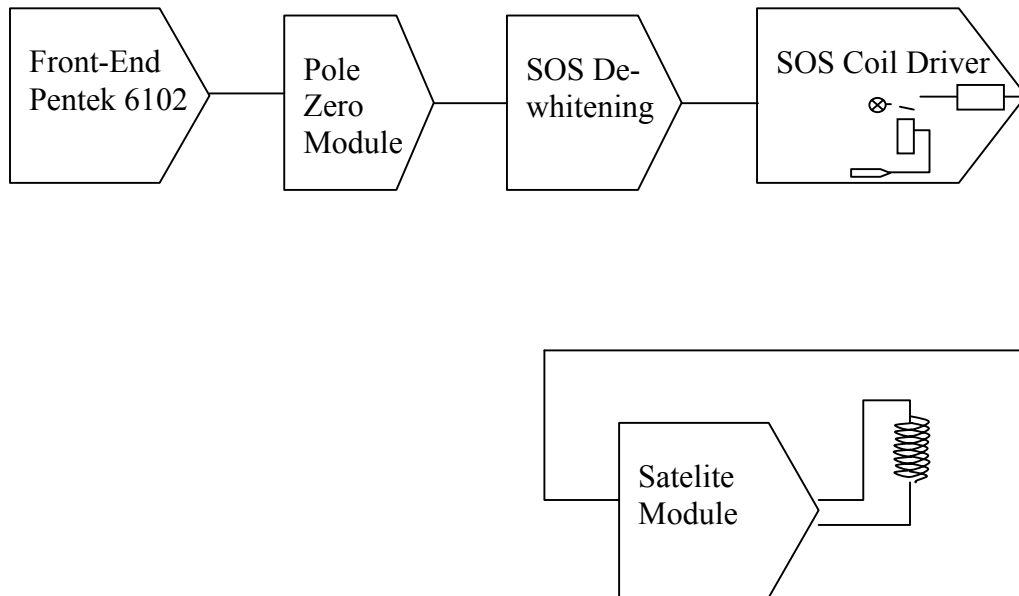 Front-End
Pentek 6102
Pole
Zero
Module
SOS De-
whitening
SOS Coil Driver
Satelite
Module